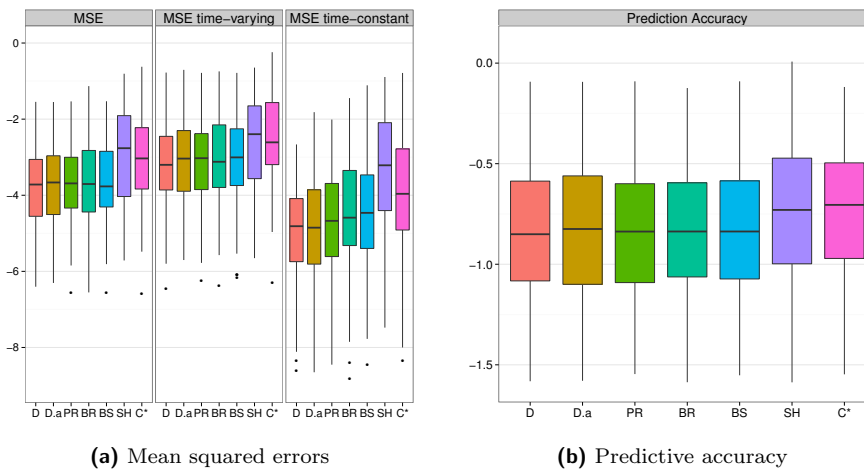 MSE MSE time−varying MSE time−constant
0
−2
−4
−6
−8
D D.a PR BR BS SH C* D D.a PR BR BS SH C* D D.a PR BR BS SH C*
(a) Mean squared errors
Prediction Accuracy
0.0
−0.5
−1.0
−1.5
D D.a PR BR BS SH C*
(b) Predictive accuracy